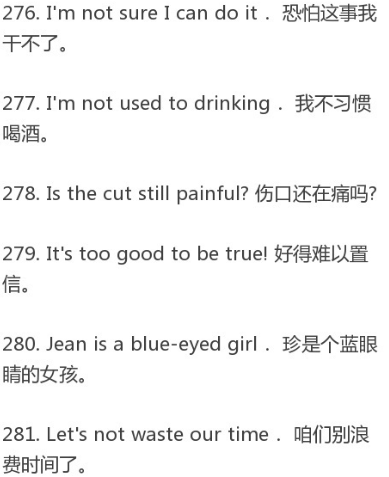 276. I'm not sure I can do it． 恐怕这事我
干不了。
277. I'm not used to drinking． 我不习惯
喝酒。
278. Is the cut still painful? 伤口还在痛吗?
279. It's too good to be true! 好得难以置
信。
280. Jean is a blue-eyed girl． 珍是个蓝眼
睛的女孩。
281. Let's not waste our time． 咱们别浪
费时间了。